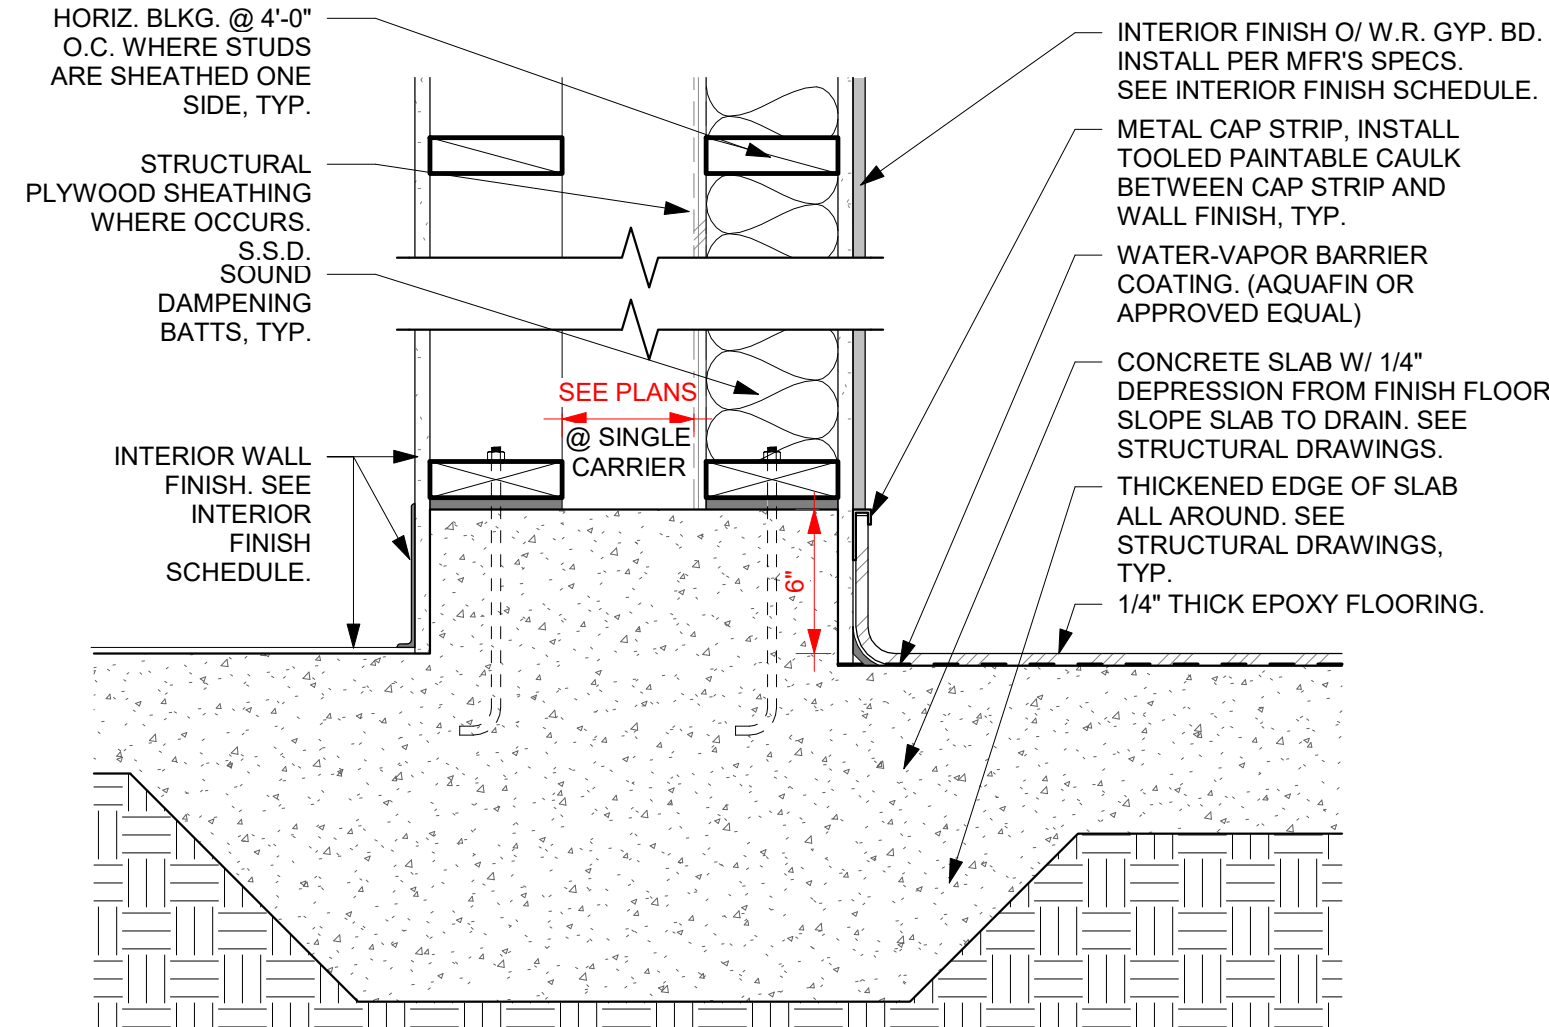 HORIZ. BLKG. @ 4'-0"
O.C. WHERE STUDS
ARE SHEATHED ONE
SIDE, TYP.
STRUCTURAL
PLYWOOD SHEATHING
WHERE OCCURS.
S.S.D.
SOUND
DAMPENING
BATTS, TYP.
INTERIOR WALL
FINISH. SEE
INTERIOR
FINISH
SCHEDULE.
SEE PLANS
@ SINGLE
CARRIER
6"
INTERIOR FINISH O/ W.R. GYP. BD.
INSTALL PER MFR'S SPECS.
SEE INTERIOR FINISH SCHEDULE.
METAL CAP STRIP, INSTALL
TOOLED PAINTABLE CAULK
BETWEEN CAP STRIP AND
WALL FINISH, TYP.
WATER-VAPOR BARRIER
COATING. (AQUAFIN OR
APPROVED EQUAL)
CONCRETE SLAB W/ 1/4"
DEPRESSION FROM FINISH FLOOR
SLOPE SLAB TO DRAIN. SEE
STRUCTURAL DRAWINGS.
THICKENED EDGE OF SLAB
ALL AROUND. SEE
STRUCTURAL DRAWINGS,
TYP.
1/4" THICK EPOXY FLOORING.